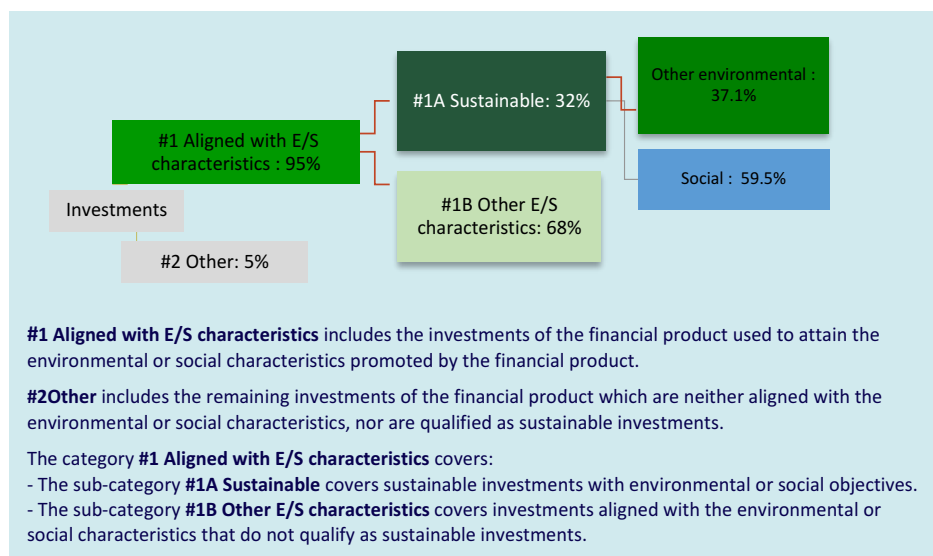 #1A Sustainable: 32%
Other environmental :
37.1%
#1 Aligned with E/S
characteristics : 95%
Social :  59.5%
Investments
#1B Other E/S
characteristics: 68%
#2 Other: 5%
#1 Aligned with E/S characteristics includes the investments of the financial product used to attain the
environmental or social characteristics promoted by the financial product.
#2Other includes the remaining investments of the financial product which are neither aligned with the
environmental or social characteristics, nor are qualified as sustainable investments.
The category #1 Aligned with E/S characteristics covers:
- The sub-category #1A Sustainable covers sustainable investments with environmental or social objectives.
- The sub-category #1B Other E/S characteristics covers investments aligned with the environmental or
social characteristics that do not qualify as sustainable investments.